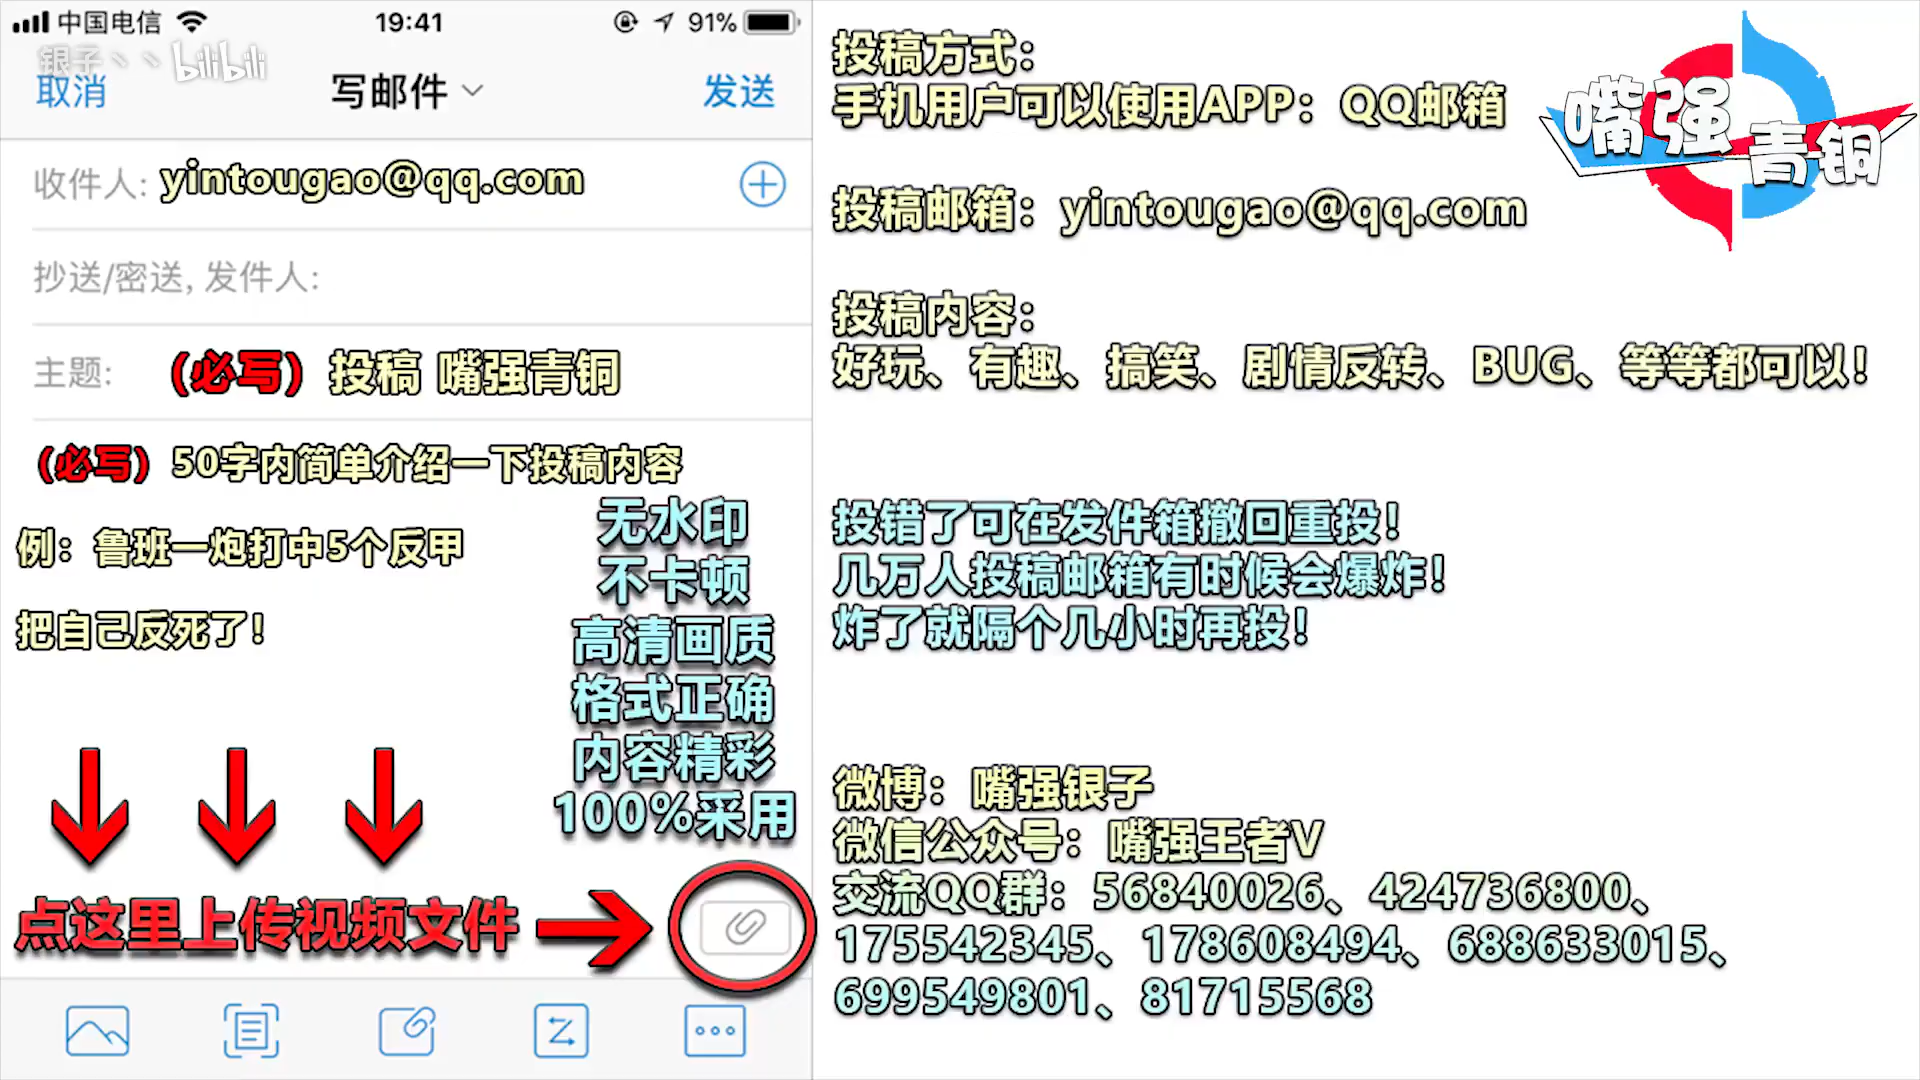 中国电信
19:41
91%
银子丶丶 bilibili
取消
写邮件
发送
收件人: yintougao@qq.com
抄送/密送, 发件人:
主题: （必写）投稿 嘴强青铜
（必写）50字内简单介绍一下投稿内容
例：鲁班一炮打中5个反甲
把自己反死了！
无水印
不卡顿
高清画质
格式正确
内容精彩
100%采用
点这里上传视频文件
投稿方式：
手机用户可以使用APP：QQ邮箱
投稿邮箱：yintougao@qq.com
投稿内容：
好玩、有趣、搞笑、剧情反转、BUG、等等都可以！
投错了可在发件箱撤回重投！
几万人投稿邮箱有时候会爆炸！
炸了就隔个几小时再投！
微博：嘴强银子
微信公众号：嘴强王者V
交流QQ群：56840026、424736800、
175542345、178608494、688633015、
699549801、81715568
嘴强青铜